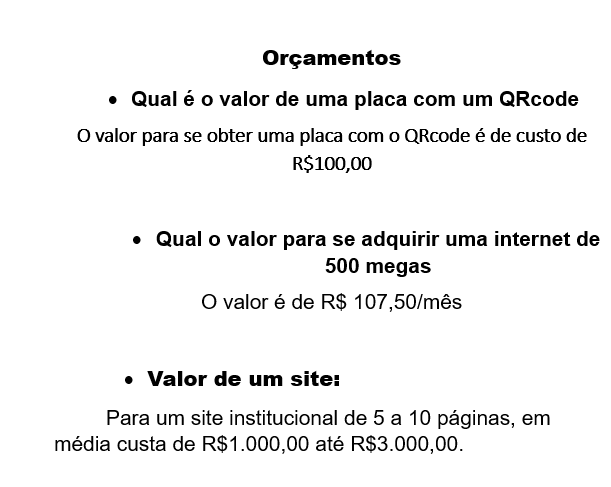 Orçamentos
• Qual é o valor de uma placa com um QRcode
O valor para se obter uma placa com o QRcode é de custo de
R$100,00
• Qual o valor para se adquirir uma internet de
500 megas
O valor é de R$ 107,50/mês
• Valor de um site:
Para um site institucional de 5 a 10 páginas, em
média custa de R$1.000,00 até R$3.000,00.